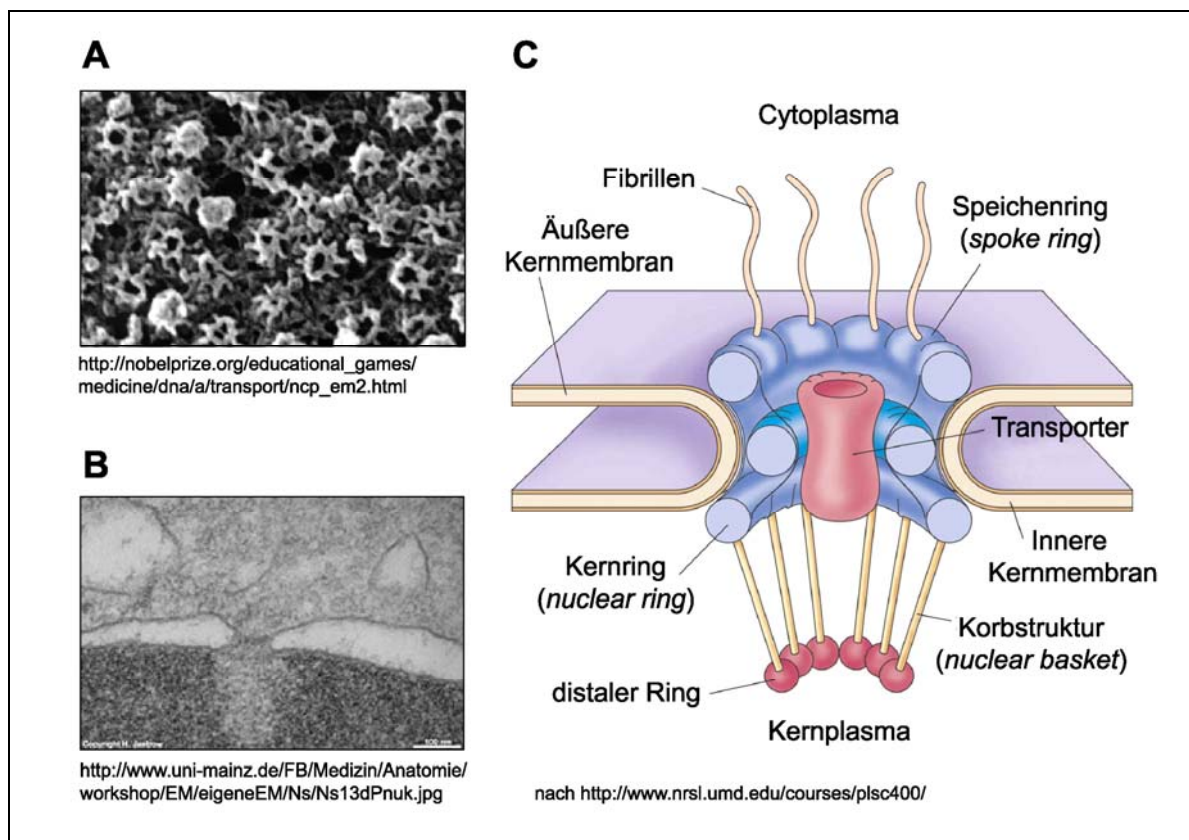 A
http://nobelprize.org/educational_games/
medicine/dna/a/transport/ncp_em2.html
B
Copyright H. Jastrow
http://www.uni-mainz.de/FB/Medizin/Anatomie/
workshop/EM/eigeneEM/Ns/Ns13dPnuk.jpg
C
Cytoplasma
Fibrillen
Äußere
Kernmembran
Speichenring
(spoke ring)
Transporter
Kernring
(nuclear ring)
Innere
Kernmembran
Korbstruktur
(nuclear basket)
distaler Ring
Kernplasma
nach http://www.nrsl.umd.edu/courses/plsc400/